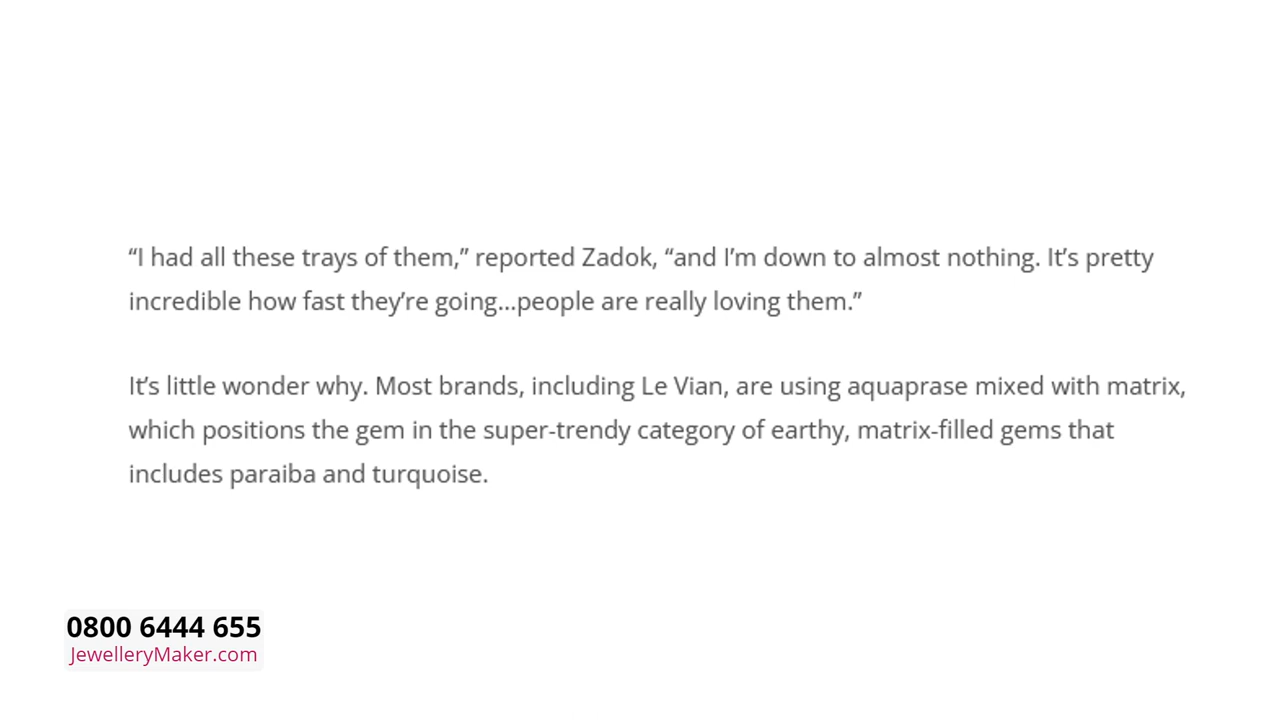 “I had all these trays of them,” reported Zadok, “and I’m down to almost nothing. It’s pretty
incredible how fast they’re going...people are really loving them.”
It’s little wonder why. Most brands, including Le Vian, are using aquaprase mixed with matrix,
which positions the gem in the super-trendy category of earthy, matrix-filled gems that
includes paraiba and turquoise.
0800 6444 655
JewelleryMaker.com